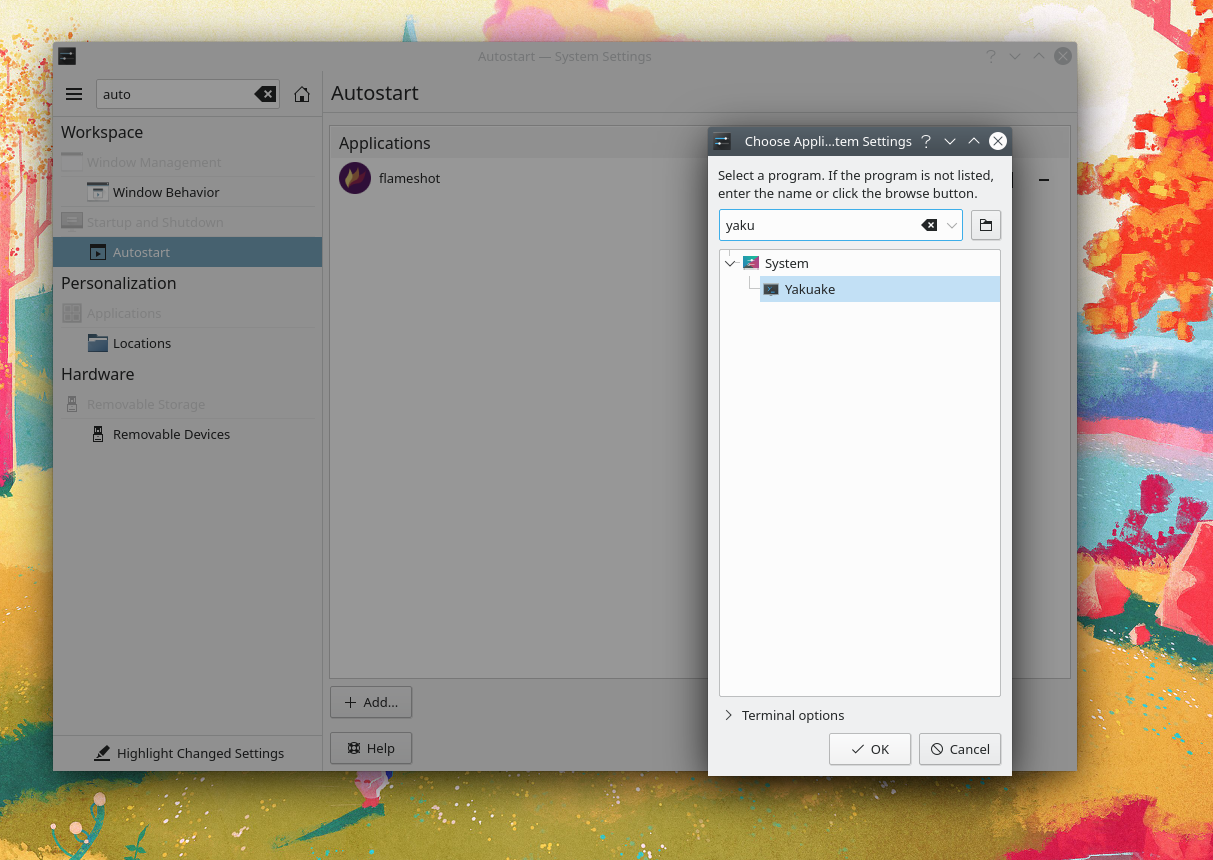 Autostart — System Settings
auto
Autostart
Workspace
Window Management
Window Behavior
Startup and Shutdown
Autostart
Personalization
Applications
Locations
Hardware
Removable Storage
Removable Devices
Highlight Changed Settings
Applications
flameshot
Add...
Help
Choose Appli...tem Settings
Select a program. If the program is not listed,
enter the name or click the browse button.
yaku
System
Yakuake
Terminal options
OK
Cancel